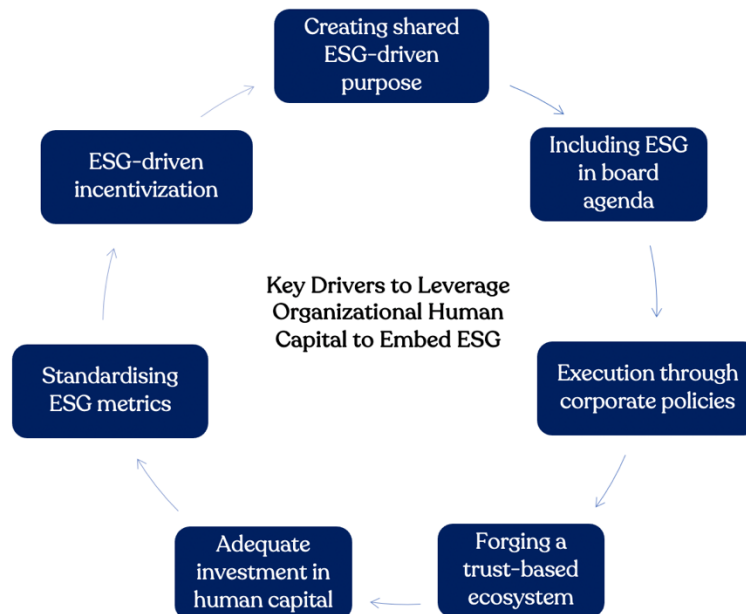 Creating shared
ESG-driven
purpose
Including ESG
in board
agenda
Execution through
corporate policies
Forging a
trust-based
ecosystem
Adequate
investment in
human capital
Standardising
ESG metrics
ESG-driven
incentivization
Key Drivers to Leverage
Organizational Human
Capital to Embed ESG